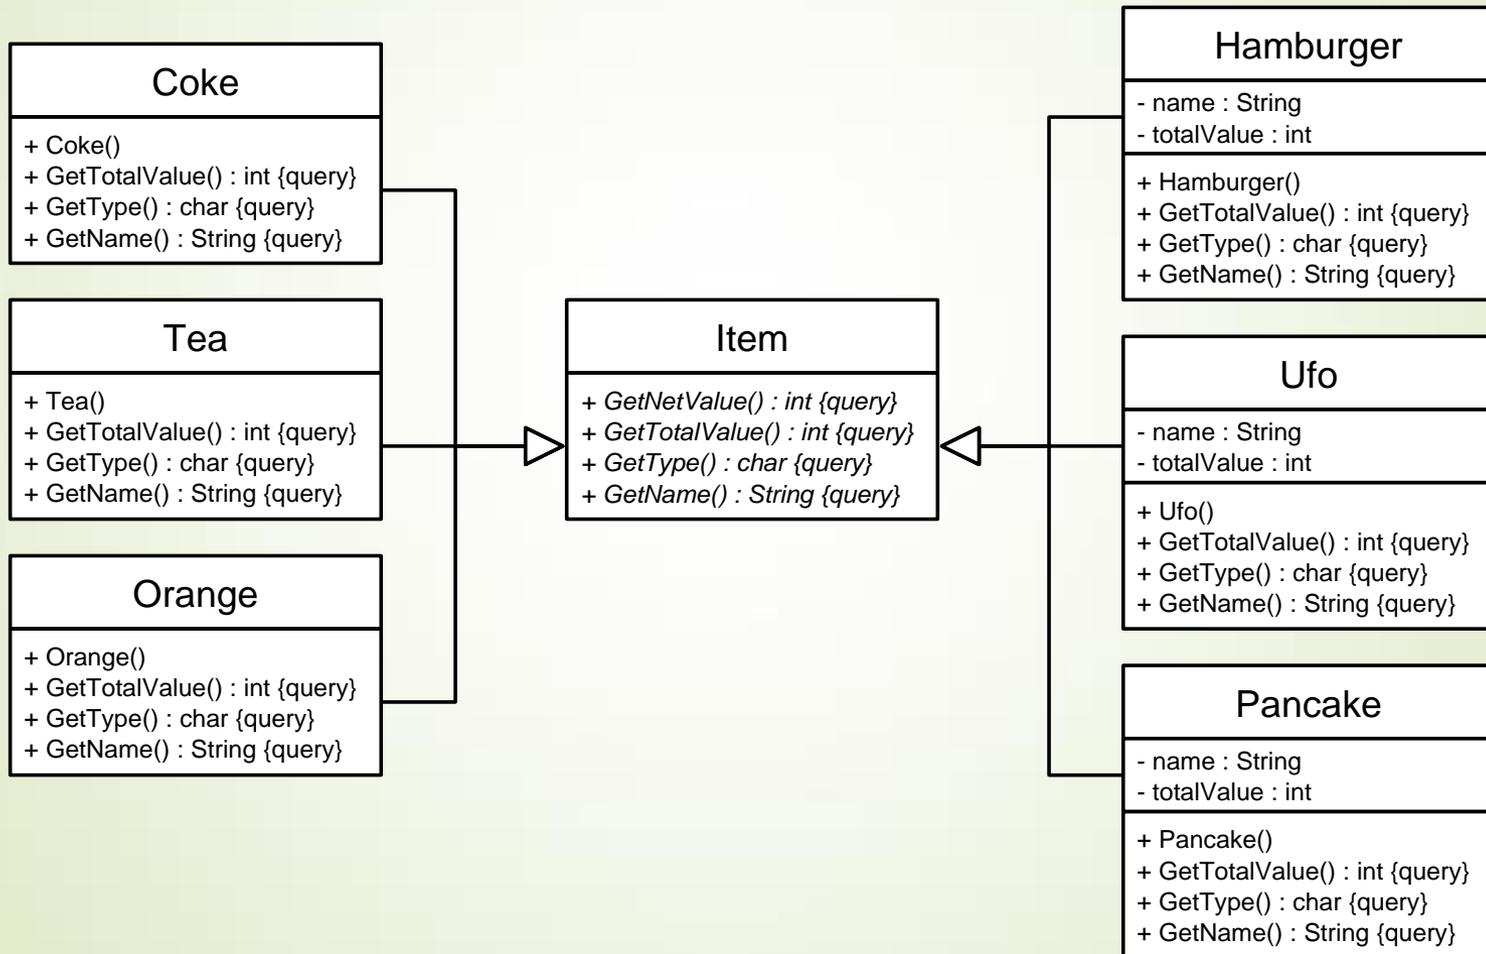 Coke
+ Coke()
+ GetTotalValue() : int {query}
+ GetType() : char {query}
+ GetName() : String {query}
Tea
+ Tea()
+ GetTotalValue() : int {query}
+ GetType() : char {query}
+ GetName() : String {query}
Orange
+ Orange()
+ GetTotalValue() : int {query}
+ GetType() : char {query}
+ GetName() : String {query}
Item
+ GetNetValue() : int {query}
+ GetTotalValue() : int {query}
+ GetType() : char {query}
+ GetName() : String {query}
Hamburger
- name : String
- totalValue : int
+ Hamburger()
+ GetTotalValue() : int {query}
+ GetType() : char {query}
+ GetName() : String {query}
Ufo
- name : String
- totalValue : int
+ Ufo()
+ GetTotalValue() : int {query}
+ GetType() : char {query}
+ GetName() : String {query}
Pancake
- name : String
- totalValue : int
+ Pancake()
+ GetTotalValue() : int {query}
+ GetType() : char {query}
+ GetName() : String {query}